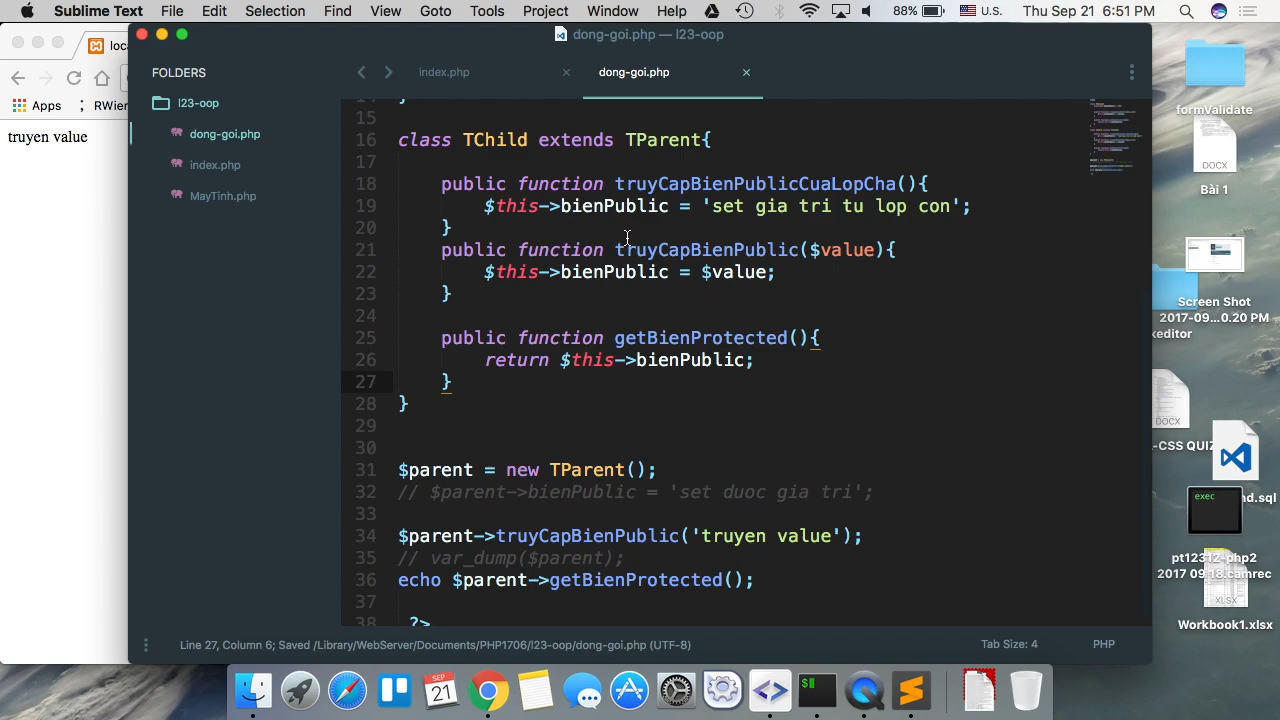 Sublime Text File Edit Selection Find View Goto Tools Project Window Help 88% U.S. Thu Sep 21 6:51 PM
dong-goi.php — l23-oop
loca
Apps RWien
truyen value
FOLDERS
l23-oop
dong-goi.php
index.php
MayTinh.php
index.php dong-goi.php
15
16 class TChild extends TParent{
17
18 public function truyCapBienPublicCuaLopCha(){
19 $this->bienPublic = 'set gia tri tu lop con';
20 }
21 public function truyCapBienPublic($value){
22 $this->bienPublic = $value;
23 }
24
25 public function getBienProtected(){
26 return $this->bienPublic;
27 }
28 }
29
30
31 $parent = new TParent();
32 // $parent->bienPublic = 'set duoc gia tri';
33
34 $parent->truyCapBienPublic('truyen value');
35 // var_dump($parent);
36 echo $parent->getBienProtected();
37
38 ?>
Line 27, Column 6; Saved /Library/WebServer/Documents/PHP1706/l23-oop/dong-goi.php (UTF-8) Tab Size: 4 PHP
formValidate
DOCX
Bài 1
Screen Shot
2017-09...0.20 PM
keditor
DOCX
-CSS QUIZ
exec
nd.sql
pt12312-php2
2017 09 18.camrec
XLSX
Workbook1.xlsx
SEP
21